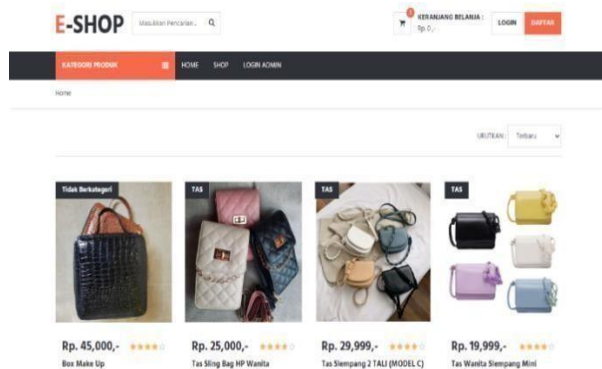 E-SHOP
Masukkan Pencarian...
0
KERANJANG BELANJA :
Rp. 0 ,-
LOGIN
DAFTAR
KATEGORI PRODUK
HOME
SHOP
LOGIN ADMIN
Home
URUTKAN :
Terbaru
Tidak Berkategori
TAS
TAS
TAS
Rp. 45,000,-
Rp. 25,000,-
Rp. 29,999,-
Rp. 19,999,-
Box Make Up
Tas Sling Bag HP Wanita
Tas Slempang 2 TALI (MODEL C)
Tas Wanita Slempang Mini